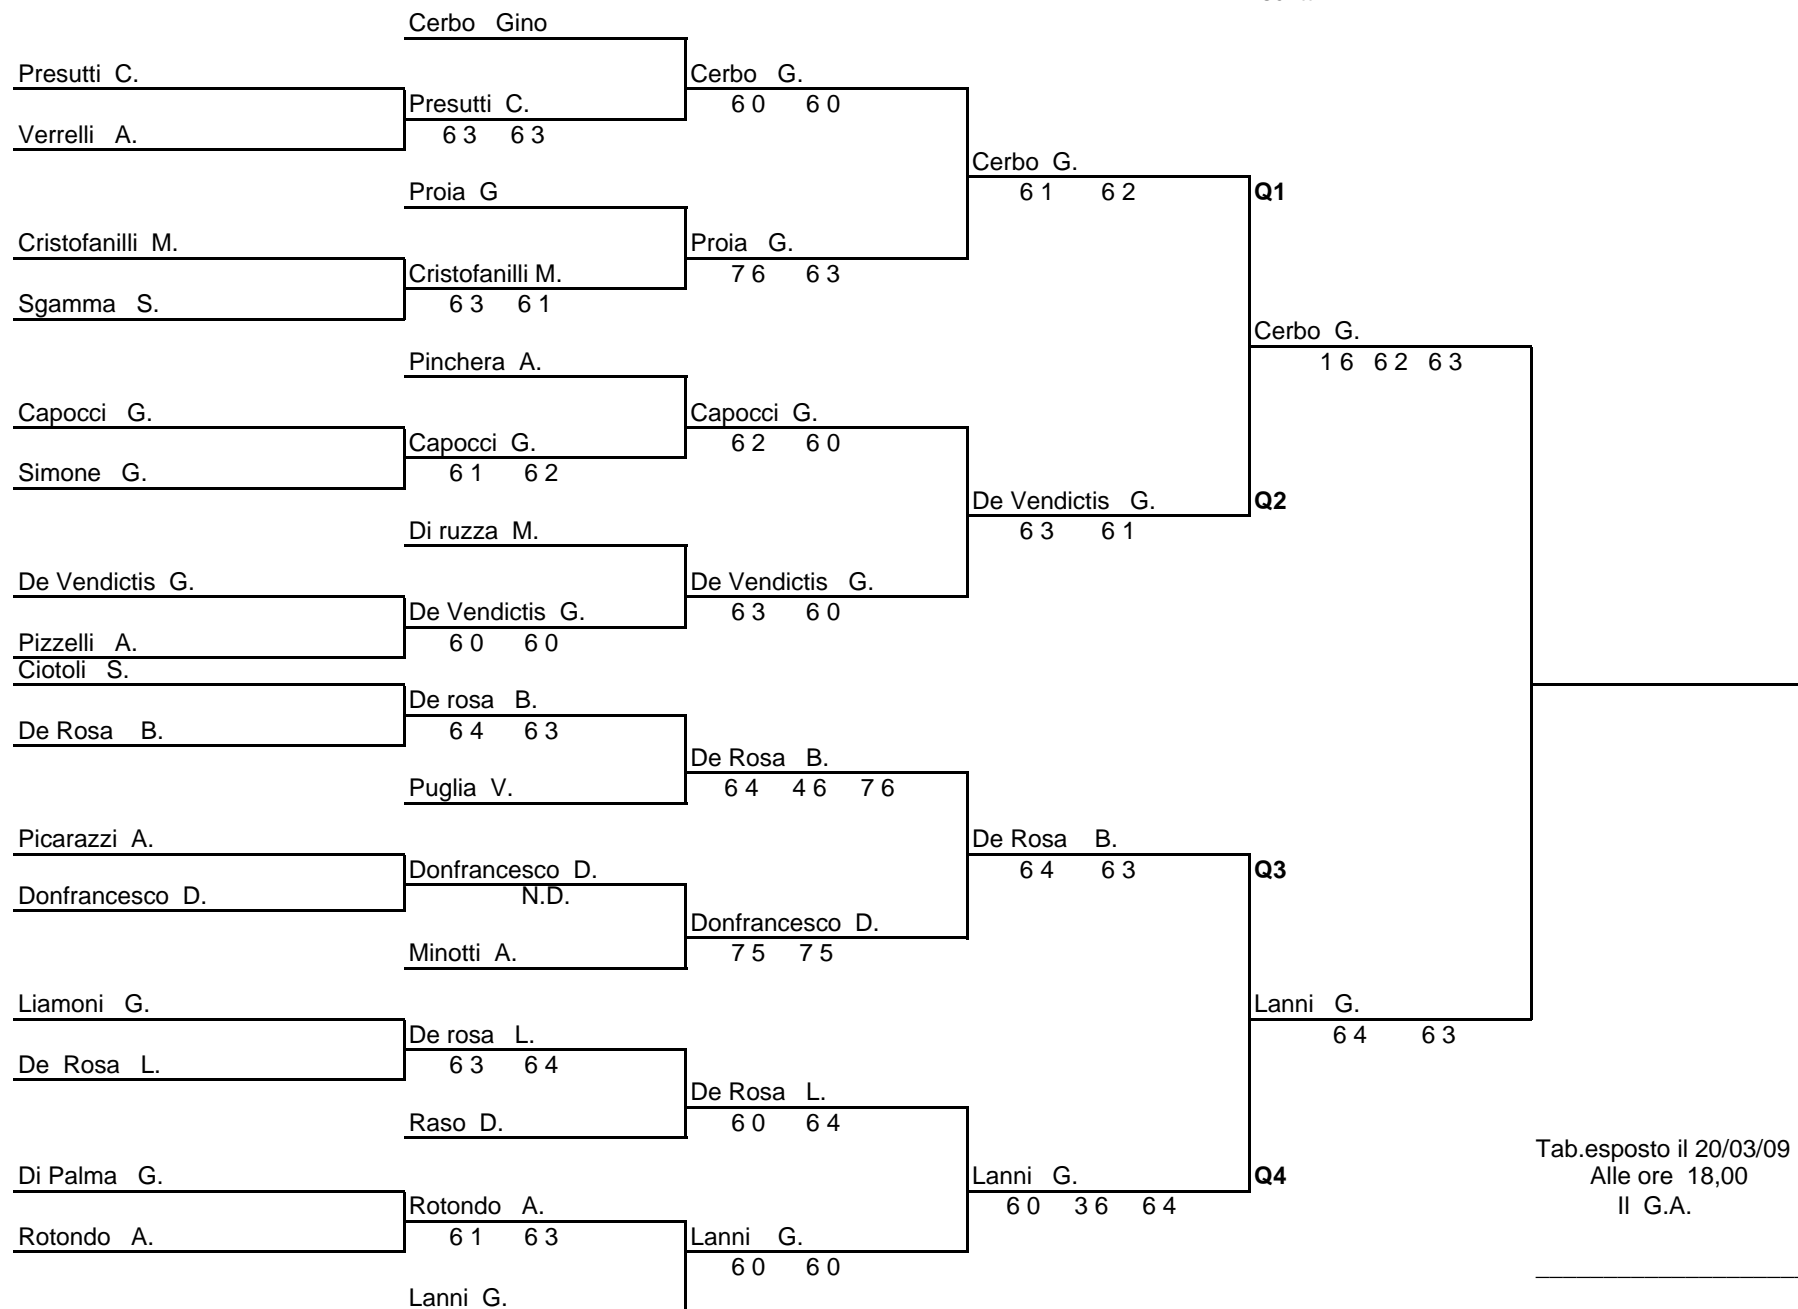 Cerbo Gino
Presutti C.
Cerbo G.
Presutti C.
6 0 6 0
Verrelli A.
6 3 6 3
Cerbo G.
Proia G
6 1 6 2
Q1
Cristofanilli M.
Proia G.
Cristofanilli M.
7 6 6 3
Sgamma S.
6 3 6 1
Cerbo G.
Pinchera A.
1 6 6 2 6 3
Capocci G.
Capocci G.
Capocci G.
6 2 6 0
Simone G.
6 1 6 2
De Vendictis G.
Q2
Di ruzza M.
6 3 6 1
De Vendictis G.
De Vendictis G.
De Vendictis G.
6 3 6 0
Pizzelli A.
6 0 6 0
Ciotoli S.
De rosa B.
De Rosa B.
6 4 6 3
De Rosa B.
Puglia V.
6 4 4 6 7 6
Picarazzi A.
De Rosa B.
Donfrancesco D.
6 4 6 3
Q3
Donfrancesco D.
N.D.
Donfrancesco D.
Minotti A.
7 5 7 5
Liamoni G.
Lanni G.
De rosa L.
6 4 6 3
De Rosa L.
6 3 6 4
De Rosa L.
Raso D.
6 0 6 4
Tab.esposto il 20/03/09
Di Palma G.
Lanni G.
Q4
Alle ore 18,00
Rotondo A.
6 0 3 6 6 4
Il G.A.
Rotondo A.
6 1 6 3
Lanni G.
6 0 6 0
Lanni G.